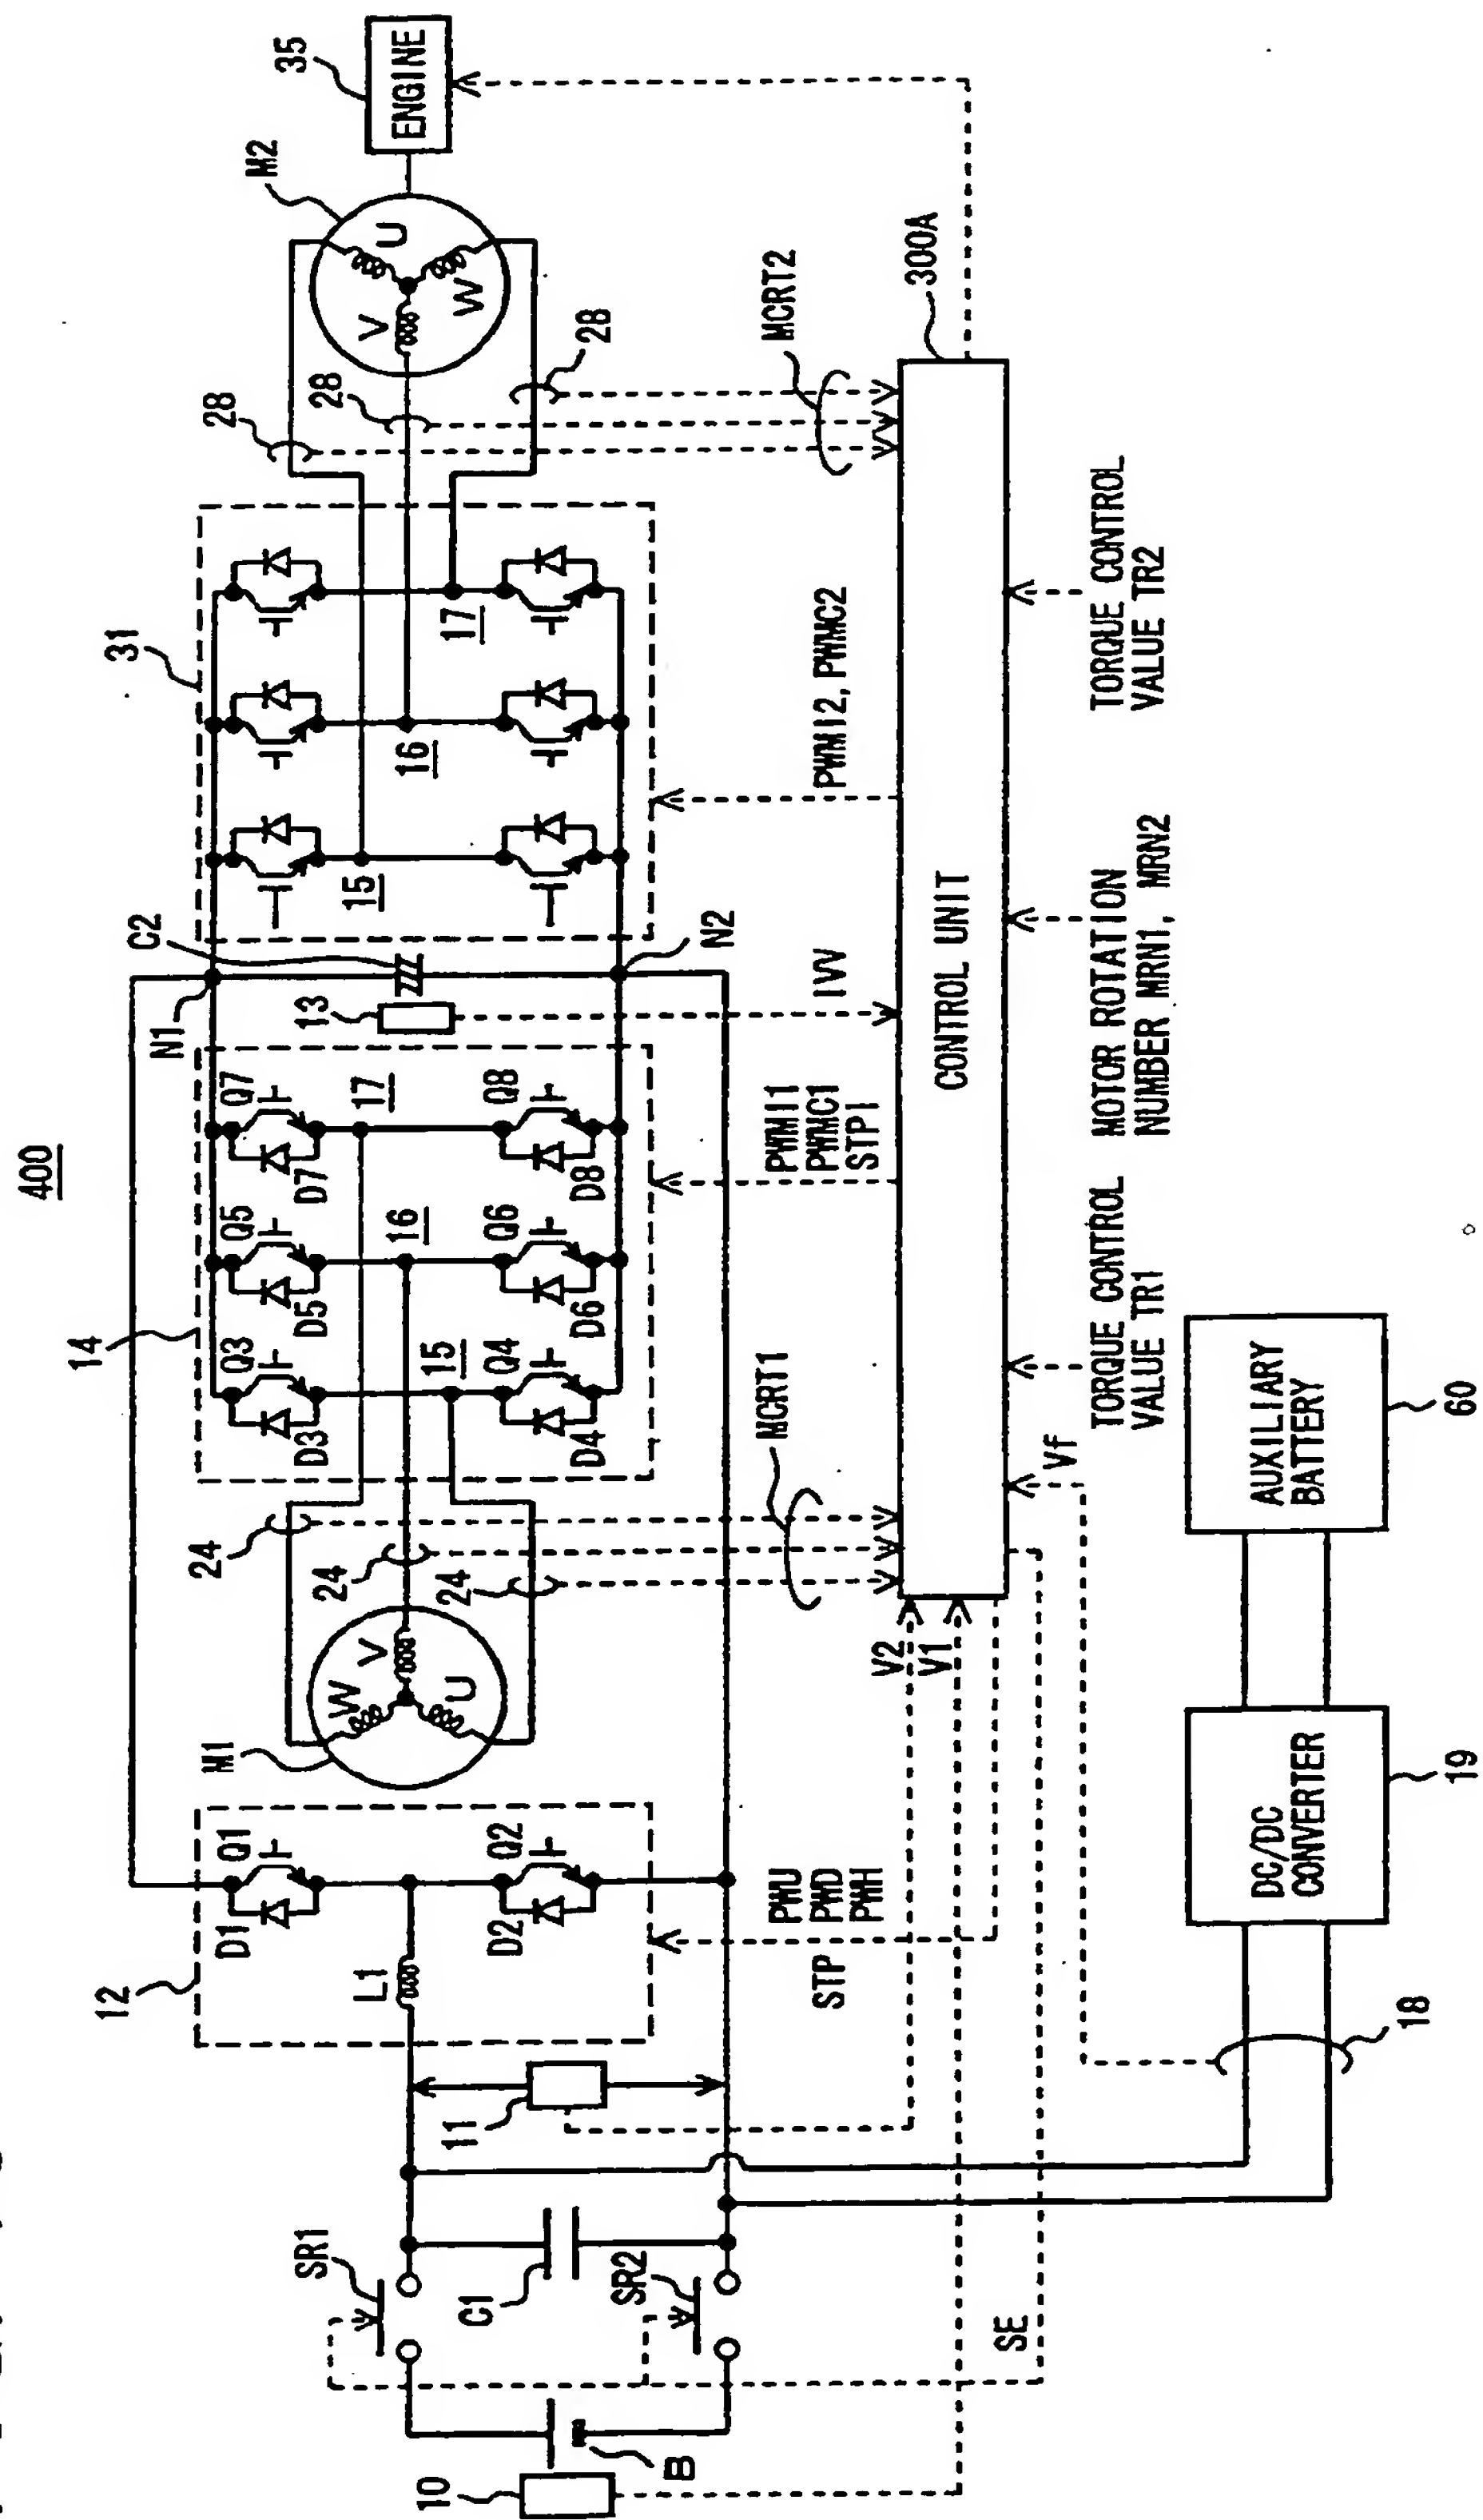 400
12
D1
Q1
L1
D2
Q2
M1
W
V
U
24
24
24
14
D3
Q3
D5
Q5
D7
Q7
15
16
17
D4
Q4
D6
Q6
D8
Q8
N1
C2
13
N2
31
15
16
17
28
28
28
M2
U
V
W
35
ENGINE
10
B
SR1
C1
SR2
11
STP
PWU
PWD
PWH
MCRT1
PWMI1
PWMC1
STP1
IVV
PWMI2, PWMC2
MCRT2
300A
V2
V1
CONTROL UNIT
SE
Vf
TORQUE CONTROL
VALUE TR1
MOTOR ROTATION
NUMBER MRN1, MRN2
TORQUE CONTROL
VALUE TR2
18
DC/DC
CONVERTER
19
AUXILIARY
BATTERY
60